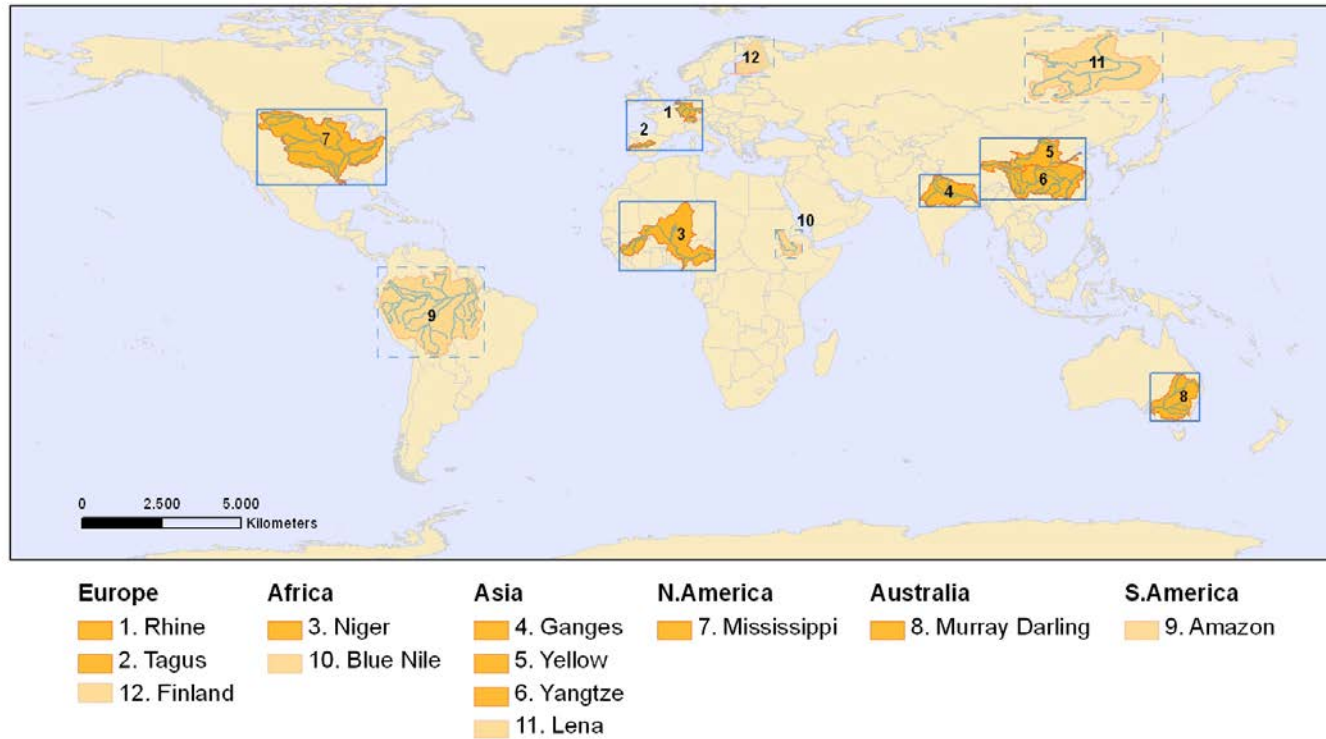 12
11
1
2
7
5
6
4
3
10
9
8
0 2.500 5.000
Kilometers
Europe
1. Rhine
2. Tagus
12. Finland
Africa
3. Niger
10. Blue Nile
Asia
4. Ganges
5. Yellow
6. Yangtze
11. Lena
N.America
7. Mississippi
Australia
8. Murray Darling
S.America
9. Amazon